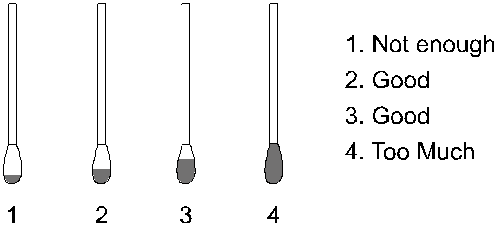 1. Not enough
2. Good
3. Good
4. Too Much
1 2 3 4